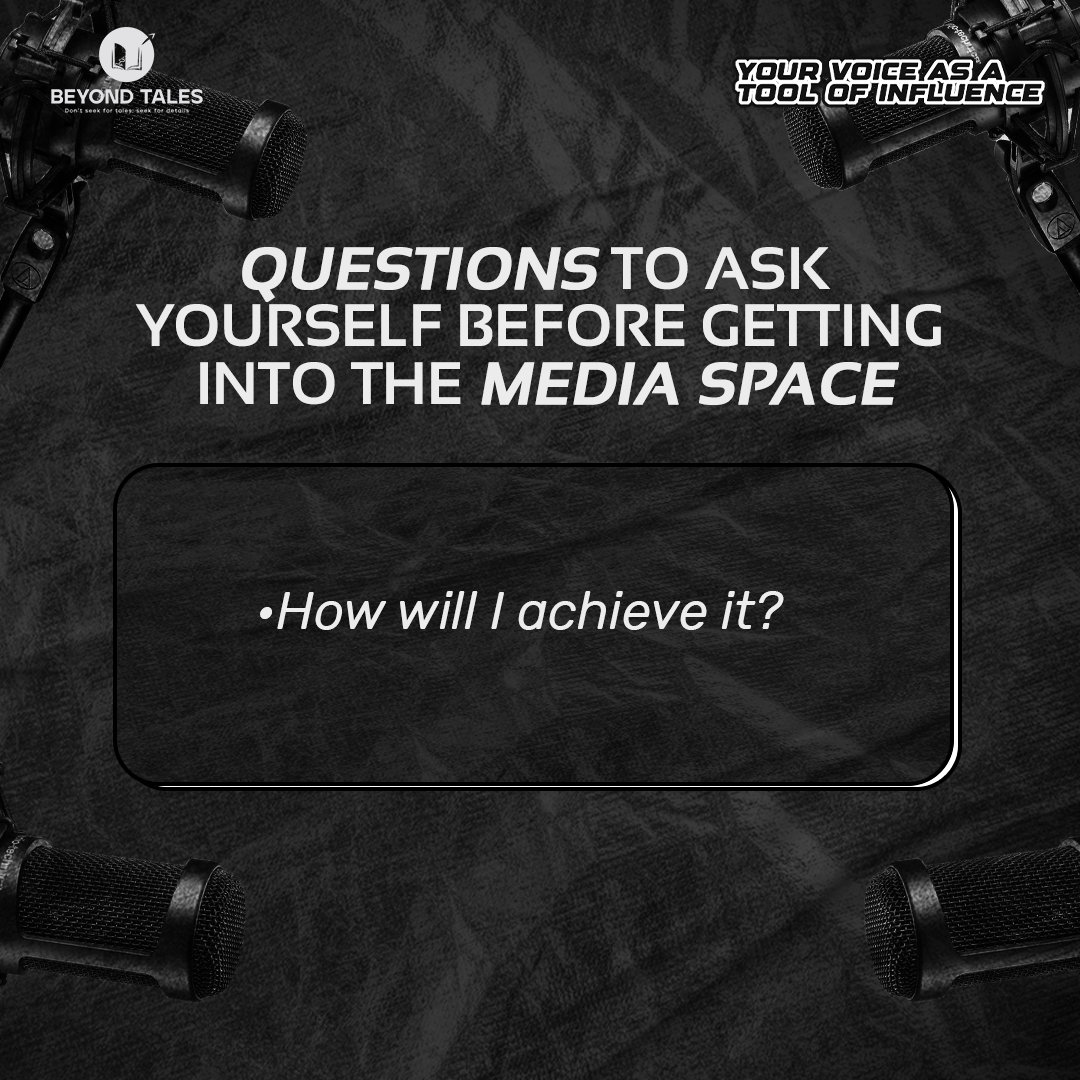 BEYOND TALES
Don't seek for tales; seek for details
YOUR VOICE AS A
TOOL OF INFLUENCE
QUESTIONS TO ASK
YOURSELF BEFORE GETTING
INTO THE MEDIA SPACE
•How will I achieve it?